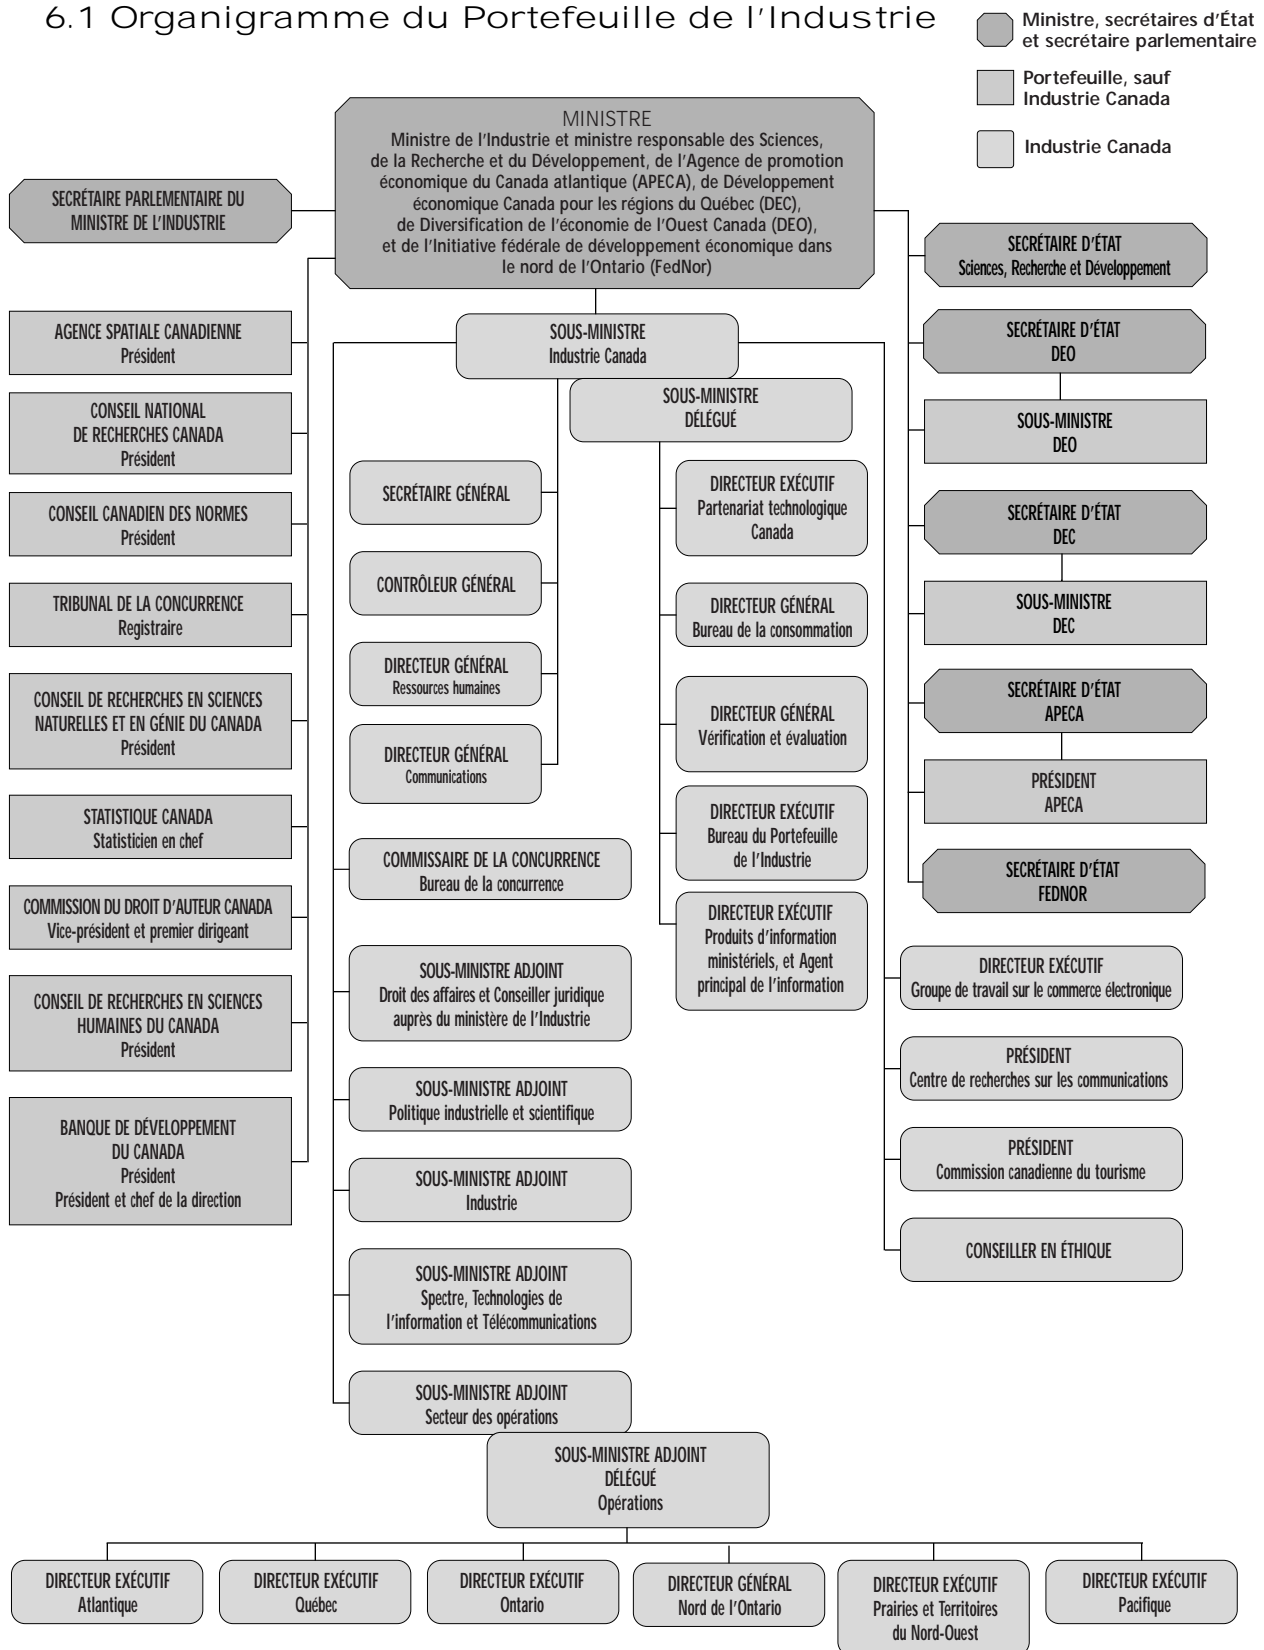 6.1 Organigramme du Portefeuille de l'Industrie
Ministre, secrétaires d'État
et secrétaire parlementaire
Portefeuille, sauf
Industrie Canada
Industrie Canada
MINISTRE
Ministre de l'Industrie et ministre responsable des Sciences,
de la Recherche et du Développement, de l'Agence de promotion
économique du Canada atlantique (APECA), de Développement
économique Canada pour les régions du Québec (DEC),
de Diversification de l'économie de l'Ouest Canada (DEO),
et de l'Initiative fédérale de développement économique dans
le nord de l'Ontario (FedNor)
SECRÉTAIRE PARLEMENTAIRE DU
MINISTRE DE L'INDUSTRIE
AGENCE SPATIALE CANADIENNE
Président
CONSEIL NATIONAL
DE RECHERCHES CANADA
Président
CONSEIL CANADIEN DES NORMES
Président
TRIBUNAL DE LA CONCURRENCE
Registraire
CONSEIL DE RECHERCHES EN SCIENCES
NATURELLES ET EN GÉNIE DU CANADA
Président
STATISTIQUE CANADA
Statisticien en chef
COMMISSION DU DROIT D'AUTEUR CANADA
Vice-président et premier dirigeant
CONSEIL DE RECHERCHES EN SCIENCES
HUMAINES DU CANADA
Président
BANQUE DE DÉVELOPPEMENT
DU CANADA
Président
Président et chef de la direction
SOUS-MINISTRE
Industrie Canada
SOUS-MINISTRE
DÉLÉGUÉ
SECRÉTAIRE GÉNÉRAL
CONTRÔLEUR GÉNÉRAL
DIRECTEUR GÉNÉRAL
Ressources humaines
DIRECTEUR GÉNÉRAL
Communications
COMMISSAIRE DE LA CONCURRENCE
Bureau de la concurrence
SOUS-MINISTRE ADJOINT
Droit des affaires et Conseiller juridique
auprès du ministère de l'Industrie
SOUS-MINISTRE ADJOINT
Politique industrielle et scientifique
SOUS-MINISTRE ADJOINT
Industrie
SOUS-MINISTRE ADJOINT
Spectre, Technologies de
l'information et Télécommunications
SOUS-MINISTRE ADJOINT
Secteur des opérations
DIRECTEUR EXÉCUTIF
Partenariat technologique
Canada
DIRECTEUR GÉNÉRAL
Bureau de la consommation
DIRECTEUR GÉNÉRAL
Vérification et évaluation
DIRECTEUR EXÉCUTIF
Bureau du Portefeuille
de l'Industrie
DIRECTEUR EXÉCUTIF
Produits d'information
ministériels, et Agent
principal de l'information
SECRÉTAIRE D'ÉTAT
Sciences, Recherche et Développement
SECRÉTAIRE D'ÉTAT
DEO
SOUS-MINISTRE
DEO
SECRÉTAIRE D'ÉTAT
DEC
SOUS-MINISTRE
DEC
SECRÉTAIRE D'ÉTAT
APECA
PRÉSIDENT
APECA
SECRÉTAIRE D'ÉTAT
FEDNOR
DIRECTEUR EXÉCUTIF
Groupe de travail sur le commerce électronique
PRÉSIDENT
Centre de recherches sur les communications
PRÉSIDENT
Commission canadienne du tourisme
CONSEILLER EN ÉTHIQUE
SOUS-MINISTRE ADJOINT
DÉLÉGUÉ
Opérations
DIRECTEUR EXÉCUTIF
Atlantique
DIRECTEUR EXÉCUTIF
Québec
DIRECTEUR EXÉCUTIF
Ontario
DIRECTEUR GÉNÉRAL
Nord de l'Ontario
DIRECTEUR EXÉCUTIF
Prairies et Territoires
du Nord-Ouest
DIRECTEUR EXÉCUTIF
Pacifique